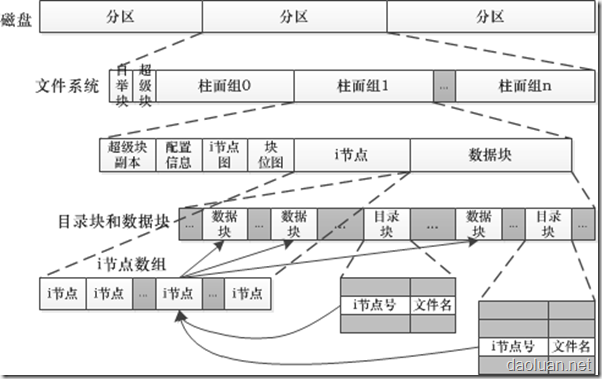 磁盘
分区
分区
分区
文件系统
自举块
超级块
柱面组0
柱面组1
...
柱面组n
超级块副本
配置信息
i节点图
块位图
i节点
数据块
目录块和数据块
...
数据块
...
数据块
...
目录块
...
数据块
...
目录块
...
i节点数组
i节点
i节点
...
i节点
...
i节点
i节点号
文件名
i节点号
文件名
daoluan.net